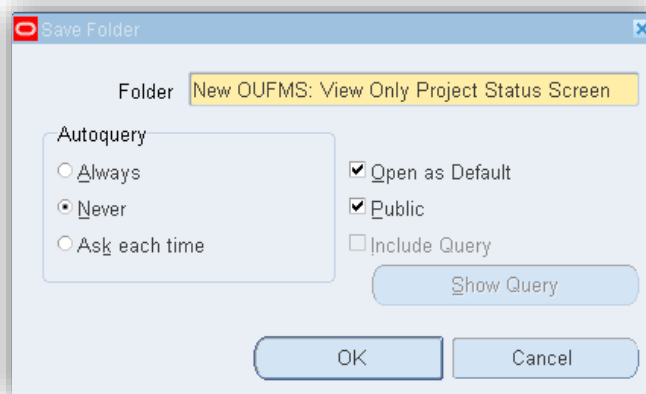 Save Folder
Folder New OUFMS: View Only Project Status Screen
Autoquery
Always
Open as Default
Never
Public
Ask each time
Include Query
Show Query
OK
Cancel